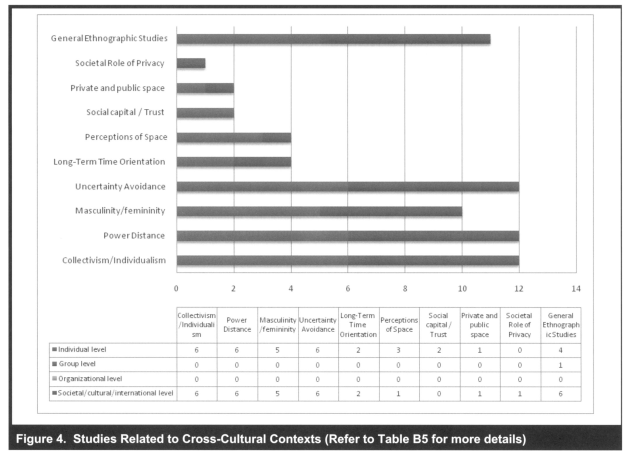 General Ethnographic Studies
Societal Role of Privacy
Private and public space
Social capital / Trust
Perceptions of Space
Long-Term Time Orientation
Uncertainty Avoidance
Masculinity/femininity
Power Distance
Collectivism/Individualism
0 2 4 6 8 10 12 14
Collectivism /Individuali sm Power Distance Masculinity /femininity Uncertainty Avoidance Long-Term Time Orientation Perceptions of Space Social capital / Trust Private and public space Societal Role of Privacy General Ethnograph ic Studies
Individual level 6 6 5 6 2 3 2 1 0 4
Group level 0 0 0 0 0 0 0 0 0 1
Organizational level 0 0 0 0 0 0 0 0 0 0
Societal/cultural/international level 6 6 5 6 2 1 0 1 1 6
Figure 4. Studies Related to Cross-Cultural Contexts (Refer to Table B5 for more details)